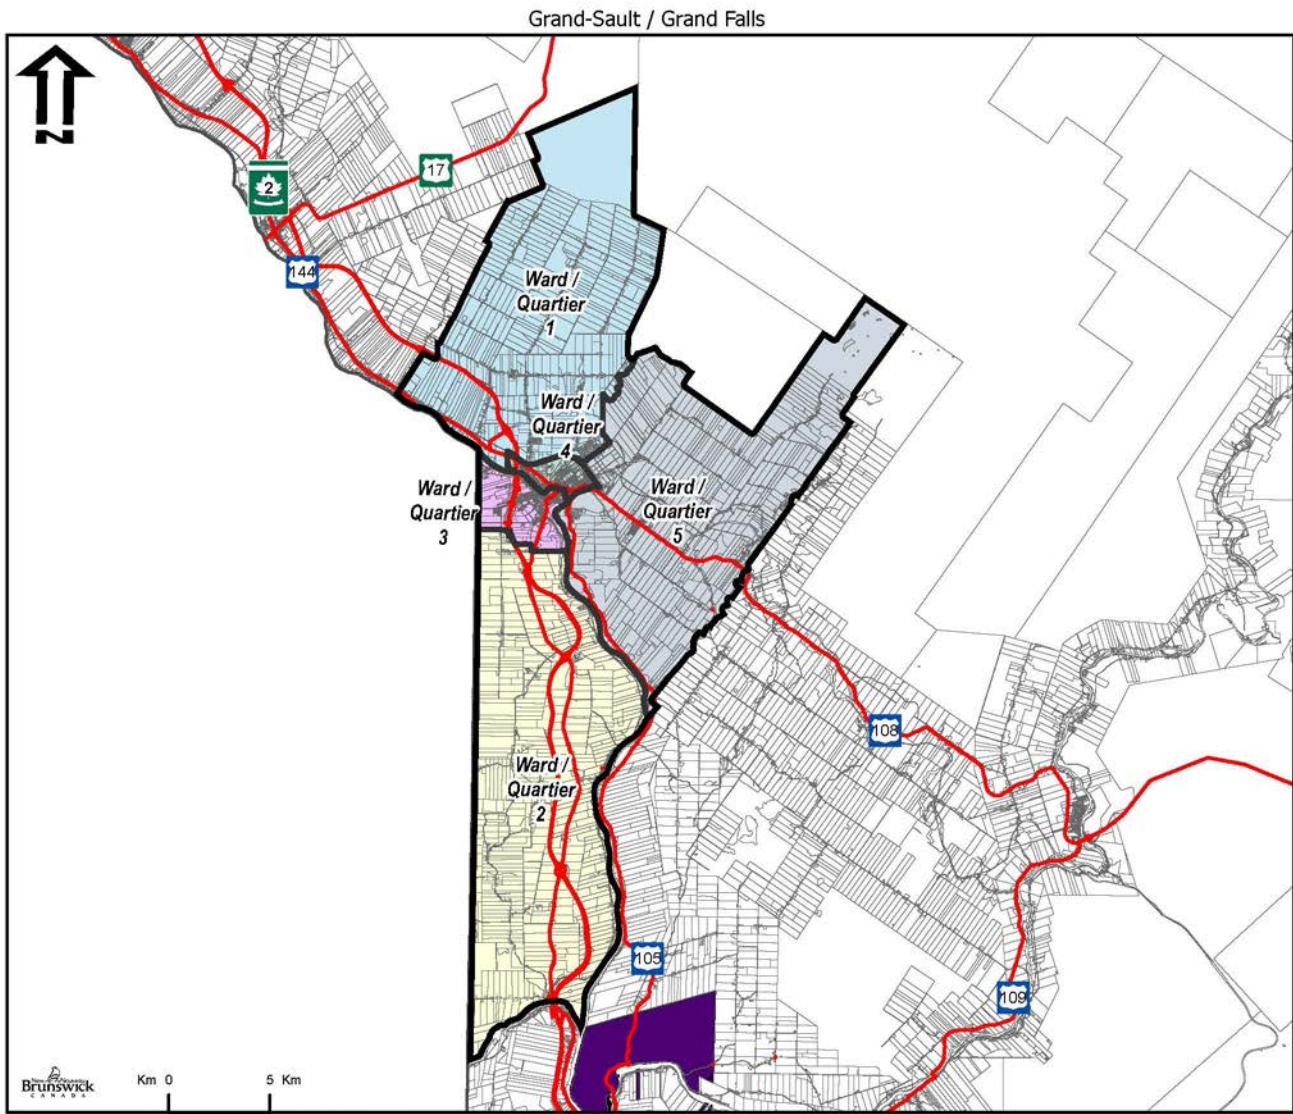 Grand-Sault / Grand Falls
N
17
2
144
Ward /
Quartier
1
Ward /
Quartier
4
Ward /
Quartier
3
Ward /
Quartier
5
108
Ward /
Quartier
2
105
109
Brunswick
CANADA
Km 0 5 Km